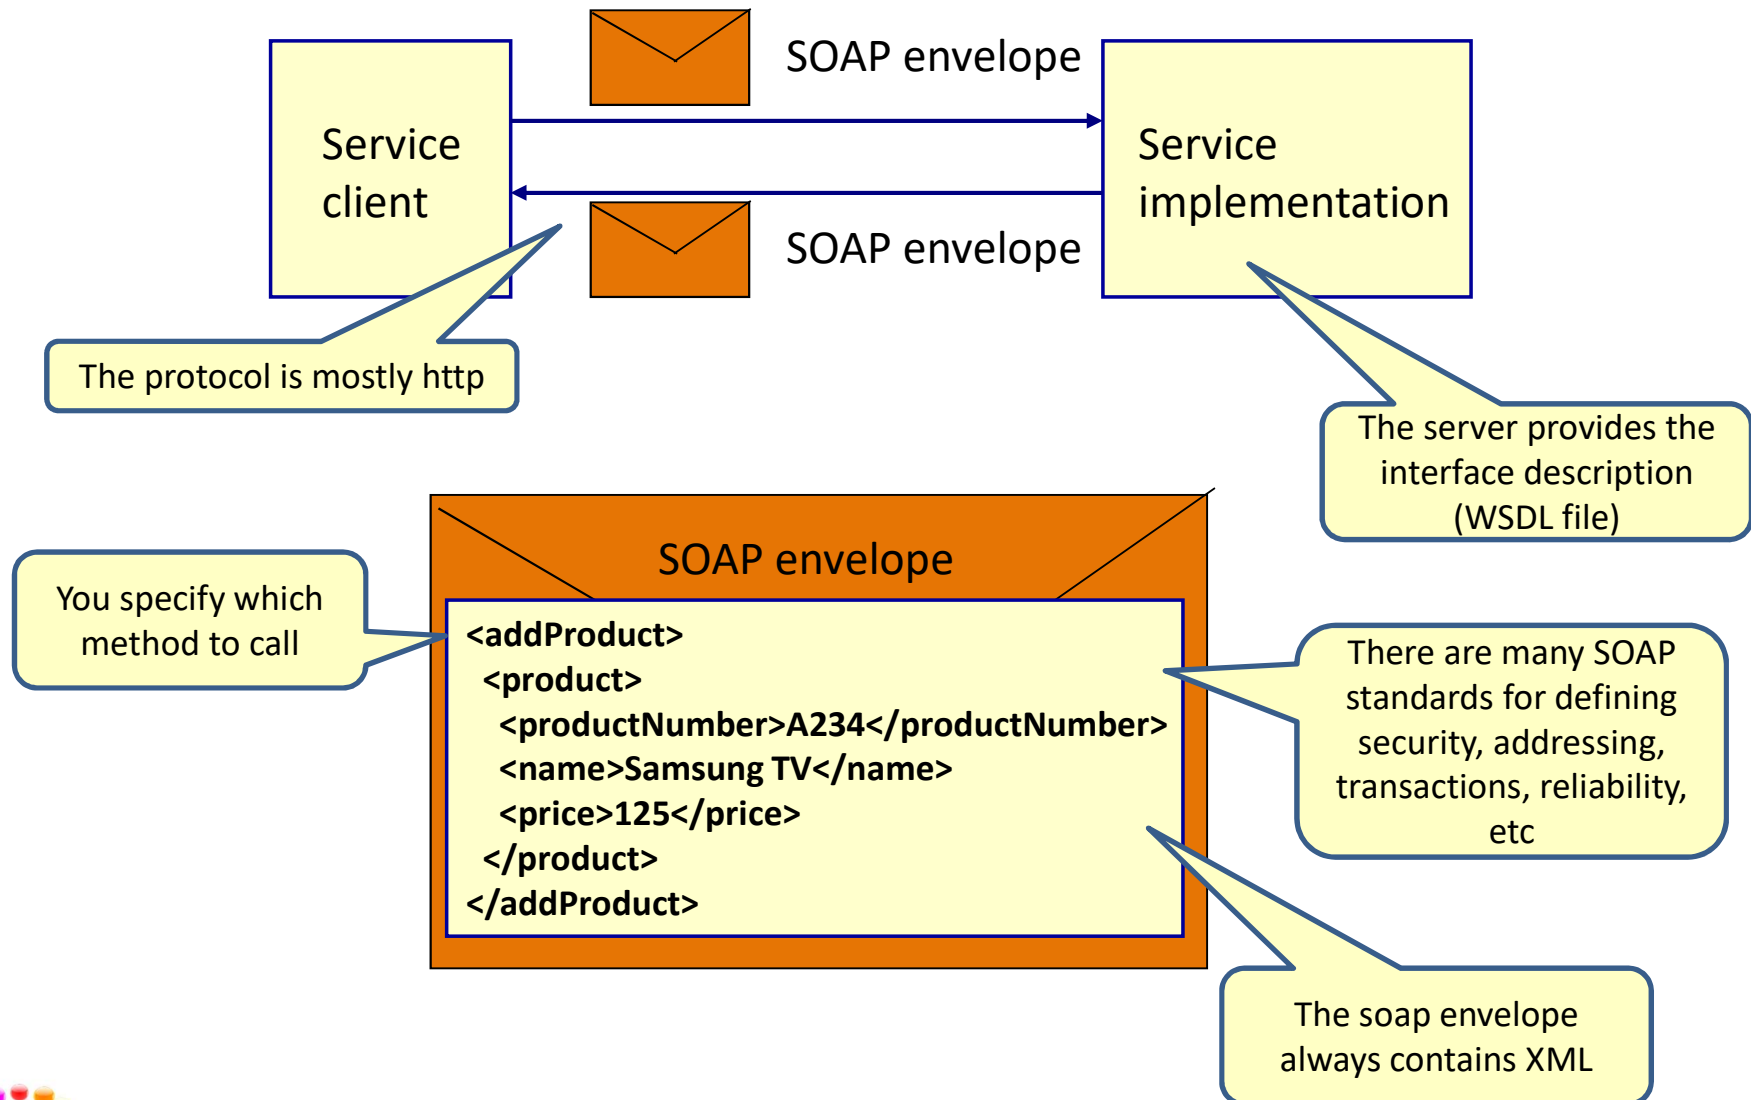 SOAP envelope
Service
client
Service
implementation
SOAP envelope
The protocol is mostly http
The server provides the
interface description
(WSDL file)
SOAP envelope
You specify which
method to call
<addProduct>
<product>
<productNumber>A234</productNumber>
<name>Samsung TV</name>
<price>125</price>
</product>
</addProduct>
There are many SOAP
standards for defining
security, addressing,
transactions, reliability,
etc
The soap envelope
always contains XML